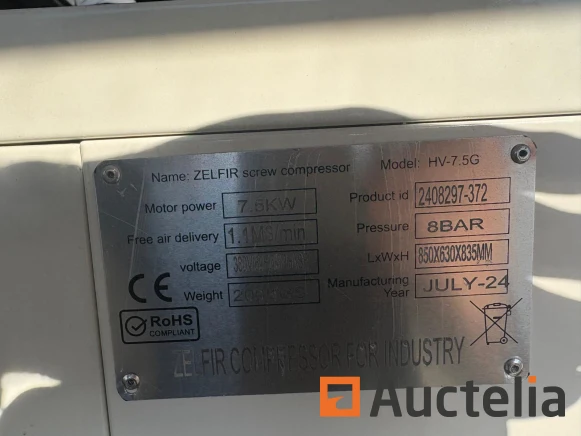 Name: ZELFIR screw compressor Model: HV-7.5G
Motor power 7.5KW Product id 2408297-372
Free air delivery 1.1M3/min Pressure 8BAR
voltage LxWxH 850X630X835MM
Weight Manufacturing Year JULY-24
CE
RoHS
COMPLIANT
ZELFIR COMPERSSOR FOR INDUSTRY
Auctelia